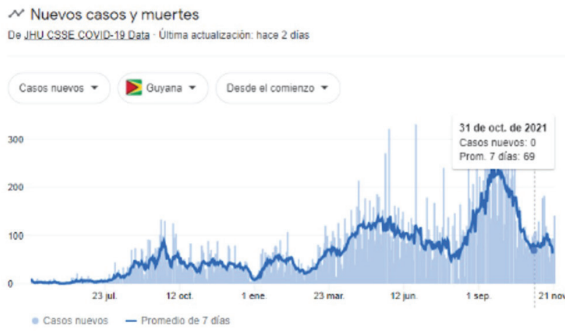 Nuevos casos y muertes
De JHU CSSE COVID-19 Data · Última actualización: hace 2 días
Casos nuevos
Guyana
Desde el comienzo
31 de oct. de 2021
Casos nuevos: 0
Prom. 7 días: 69
300
200
100
0
23 jul. 12 oct. 1 ene. 23 mar. 12 jun. 1 sep. 21 nov
Casos nuevos Promedio de 7 días